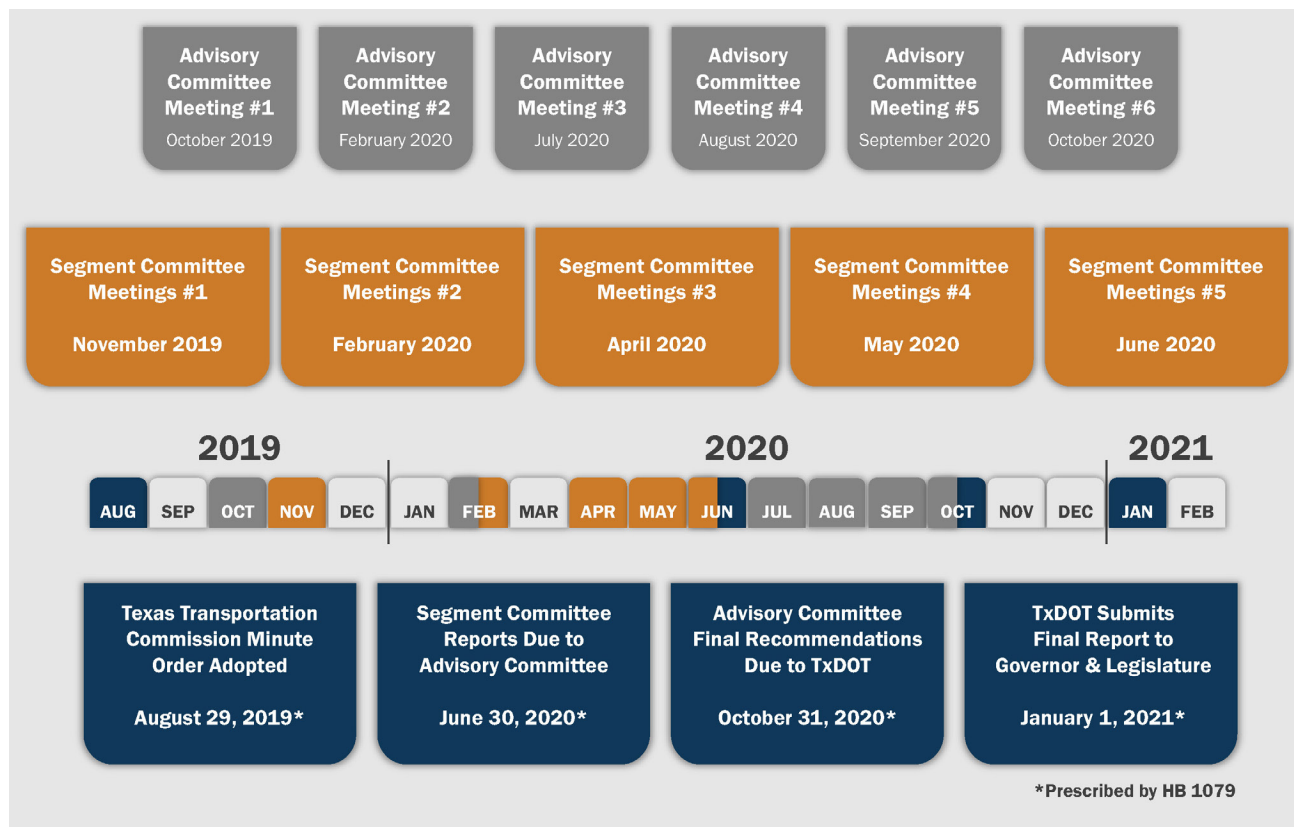 Advisory
Committee
Meeting #1
October 2019
Advisory
Committee
Meeting #2
February 2020
Advisory
Committee
Meeting #3
July 2020
Advisory
Committee
Meeting #4
August 2020
Advisory
Committee
Meeting #5
September 2020
Advisory
Committee
Meeting #6
October 2020
Segment Committee
Meetings #1
November 2019
Segment Committee
Meetings #2
February 2020
Segment Committee
Meetings #3
April 2020
Segment Committee
Meetings #4
May 2020
Segment Committee
Meetings #5
June 2020
2019 2020 2021
AUG SEP OCT NOV DEC JAN FEB MAR APR MAY JUN JUL AUG SEP OCT NOV DEC JAN FEB
Texas Transportation
Commission Minute
Order Adopted
August 29, 2019*
Segment Committee
Reports Due to
Advisory Committee
June 30, 2020*
Advisory Committee
Final Recommendations
Due to TxDOT
October 31, 2020*
TxDOT Submits
Final Report to
Governor & Legislature
January 1, 2021*
*Prescribed by HB 1079